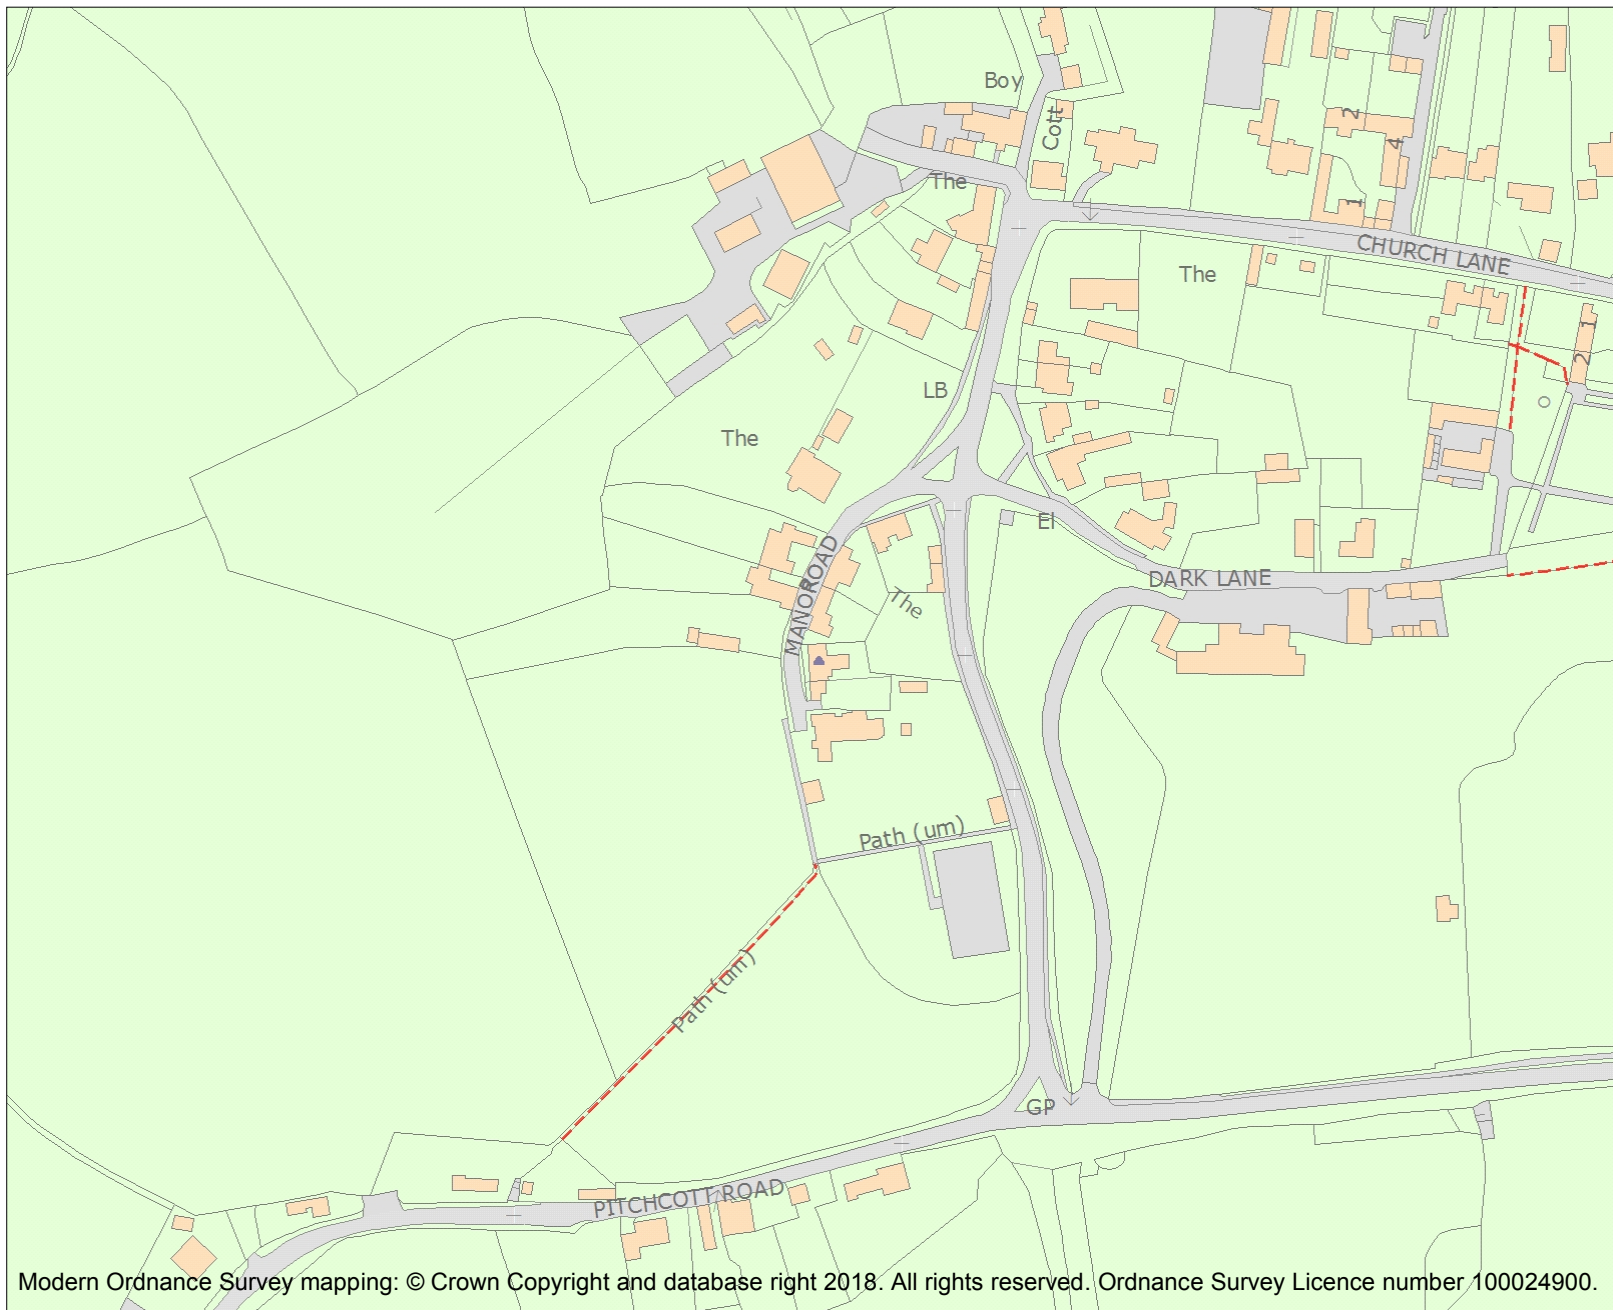 Boy
Cott
2
4
The
1
CHURCH LANE
The
1
2
LB
The
El
DARK LANE
MANOROAD
The
Path (um)
Path (um)
GP
PITCHCOTT ROAD
Modern Ordnance Survey mapping: © Crown Copyright and database right 2018. All rights reserved. Ordnance Survey Licence number 100024900.